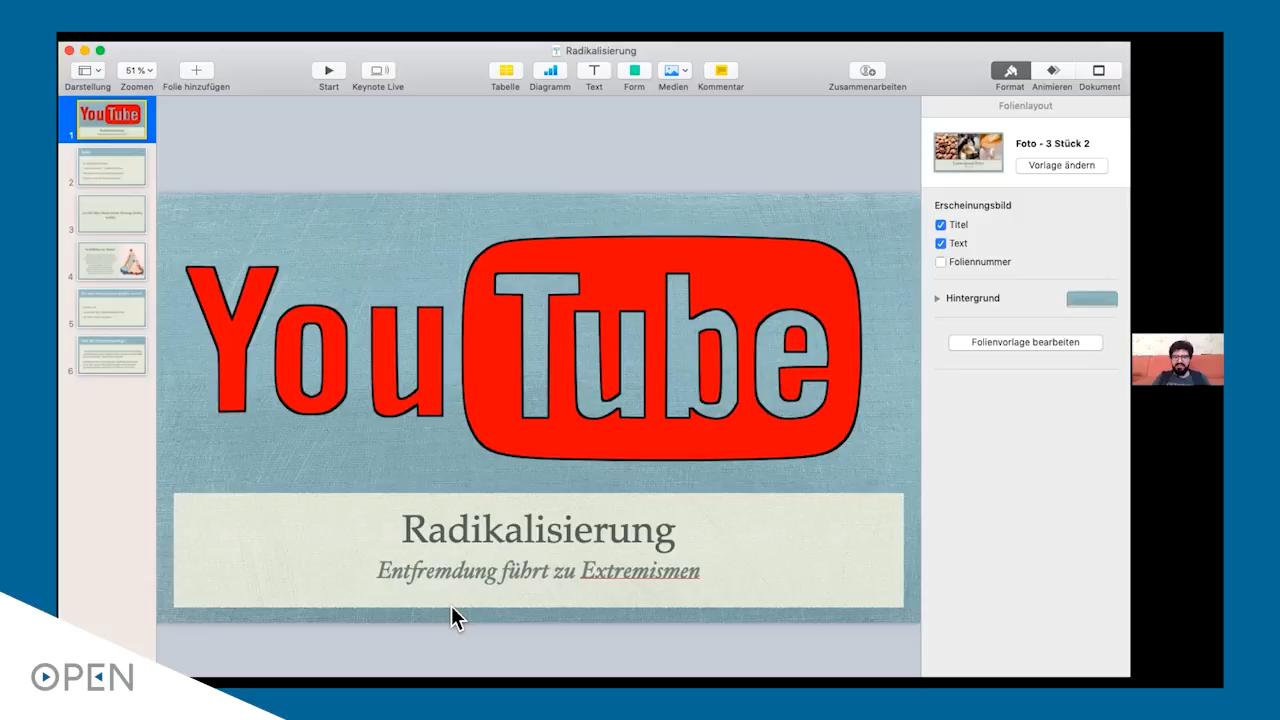 Radikalisierung
51 %
Darstellung Zoomen Folie hinzufügen Start Keynote Live Tabelle Diagramm Text Form Medien Kommentar Zusammenarbeiten Format Animieren Dokument
Folienlayout
YouTube
1
2
3
4
5
6
YouTube
Radikalisierung
Entfremdung führt zu Extremismen
Foto - 3 Stück 2
Vorlage ändern
Erscheinungsbild
Titel
Text
Foliennummer
Hintergrund
Folienvorlage bearbeiten
OPEN